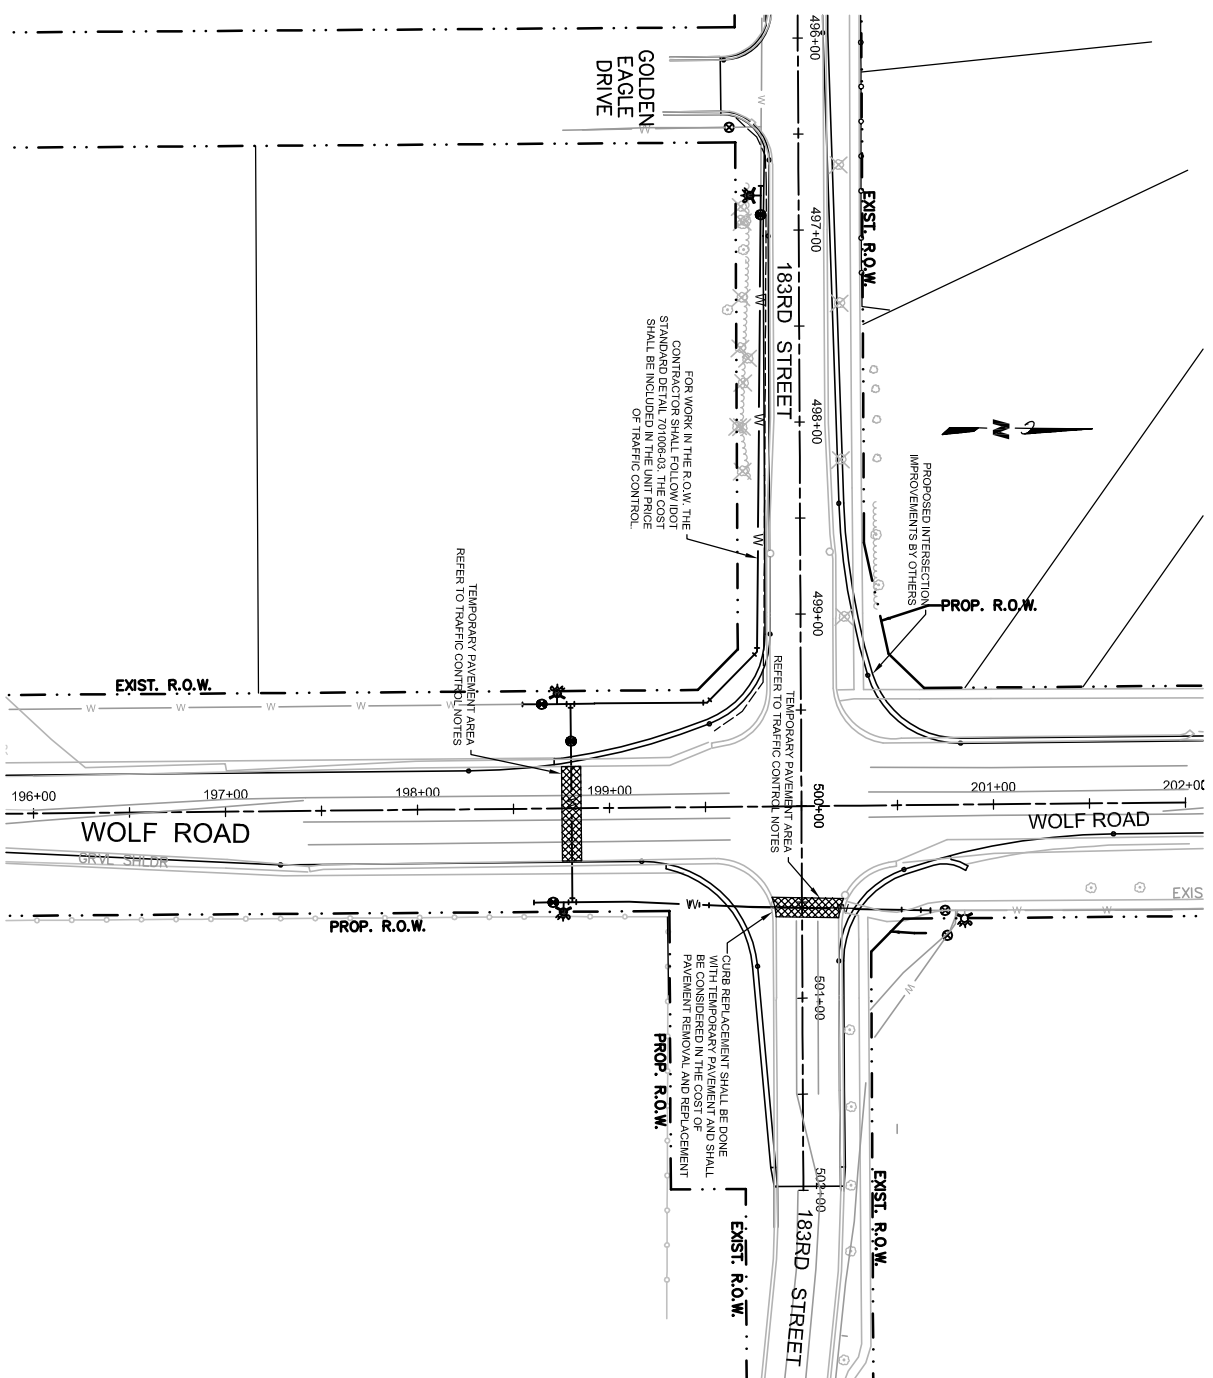 496+00
GOLDEN
EAGLE
DRIVE
W
W
EXIST. R.O.W.
497+00
183RD STREET
W
498+00
W
N
FOR WORK IN THE R.O.W. THE
CONTRACTOR SHALL FOLLOW IDOT
STANDARD DETAIL 701006-03. THE COST
SHALL BE INCLUDED IN THE UNIT PRICE
OF TRAFFIC CONTROL.
PROPOSED INTERSECTION
IMPROVEMENTS BY OTHERS
W
TEMPORARY PAVEMENT AREA
REFER TO TRAFFIC CONTROL NOTES
499+00
PROP. R.O.W.
EXIST. R.O.W.
W
W
W
W
W
TEMPORARY PAVEMENT AREA
REFER TO TRAFFIC CONTROL NOTES
196+00
197+00
198+00
199+00
500+00
201+00
202+00
WOLF ROAD
WOLF ROAD
GRVL SHLDR
EXIS
PROP. R.O.W.
W
W
W
W
CURB REPLACEMENT SHALL BE DONE
WITH TEMPORARY PAVEMENT AND SHALL
BE CONSIDERED IN THE COST OF
PAVEMENT REMOVAL AND REPLACEMENT
501+00
PROP. R.O.W.
502+00
EXIST. R.O.W.
EXIST. R.O.W.
183RD STREET